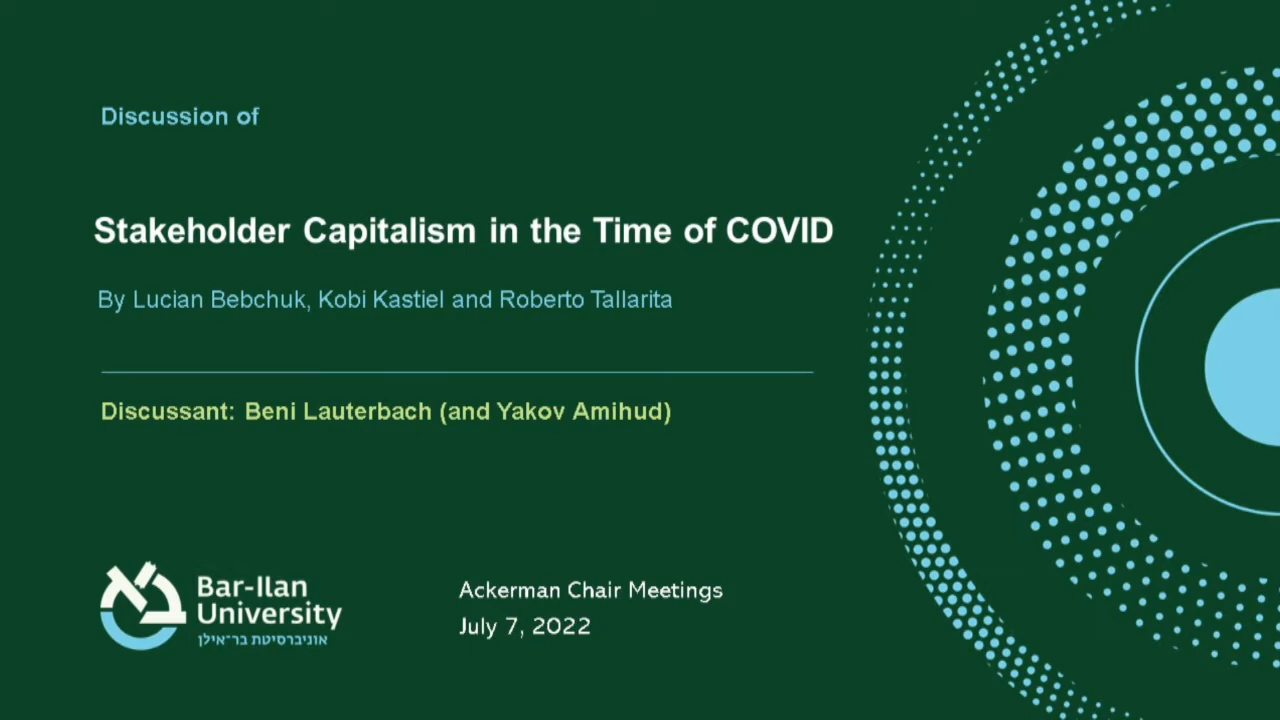 Discussion of
Stakeholder Capitalism in the Time of COVID
By Lucian Bebchuk, Kobi Kastiel and Roberto Tallarita
Discussant: Beni Lauterbach (and Yakov Amihud)
Bar-Ilan
University
אוניברסיטת בר־אילן
Ackerman Chair Meetings
July 7, 2022